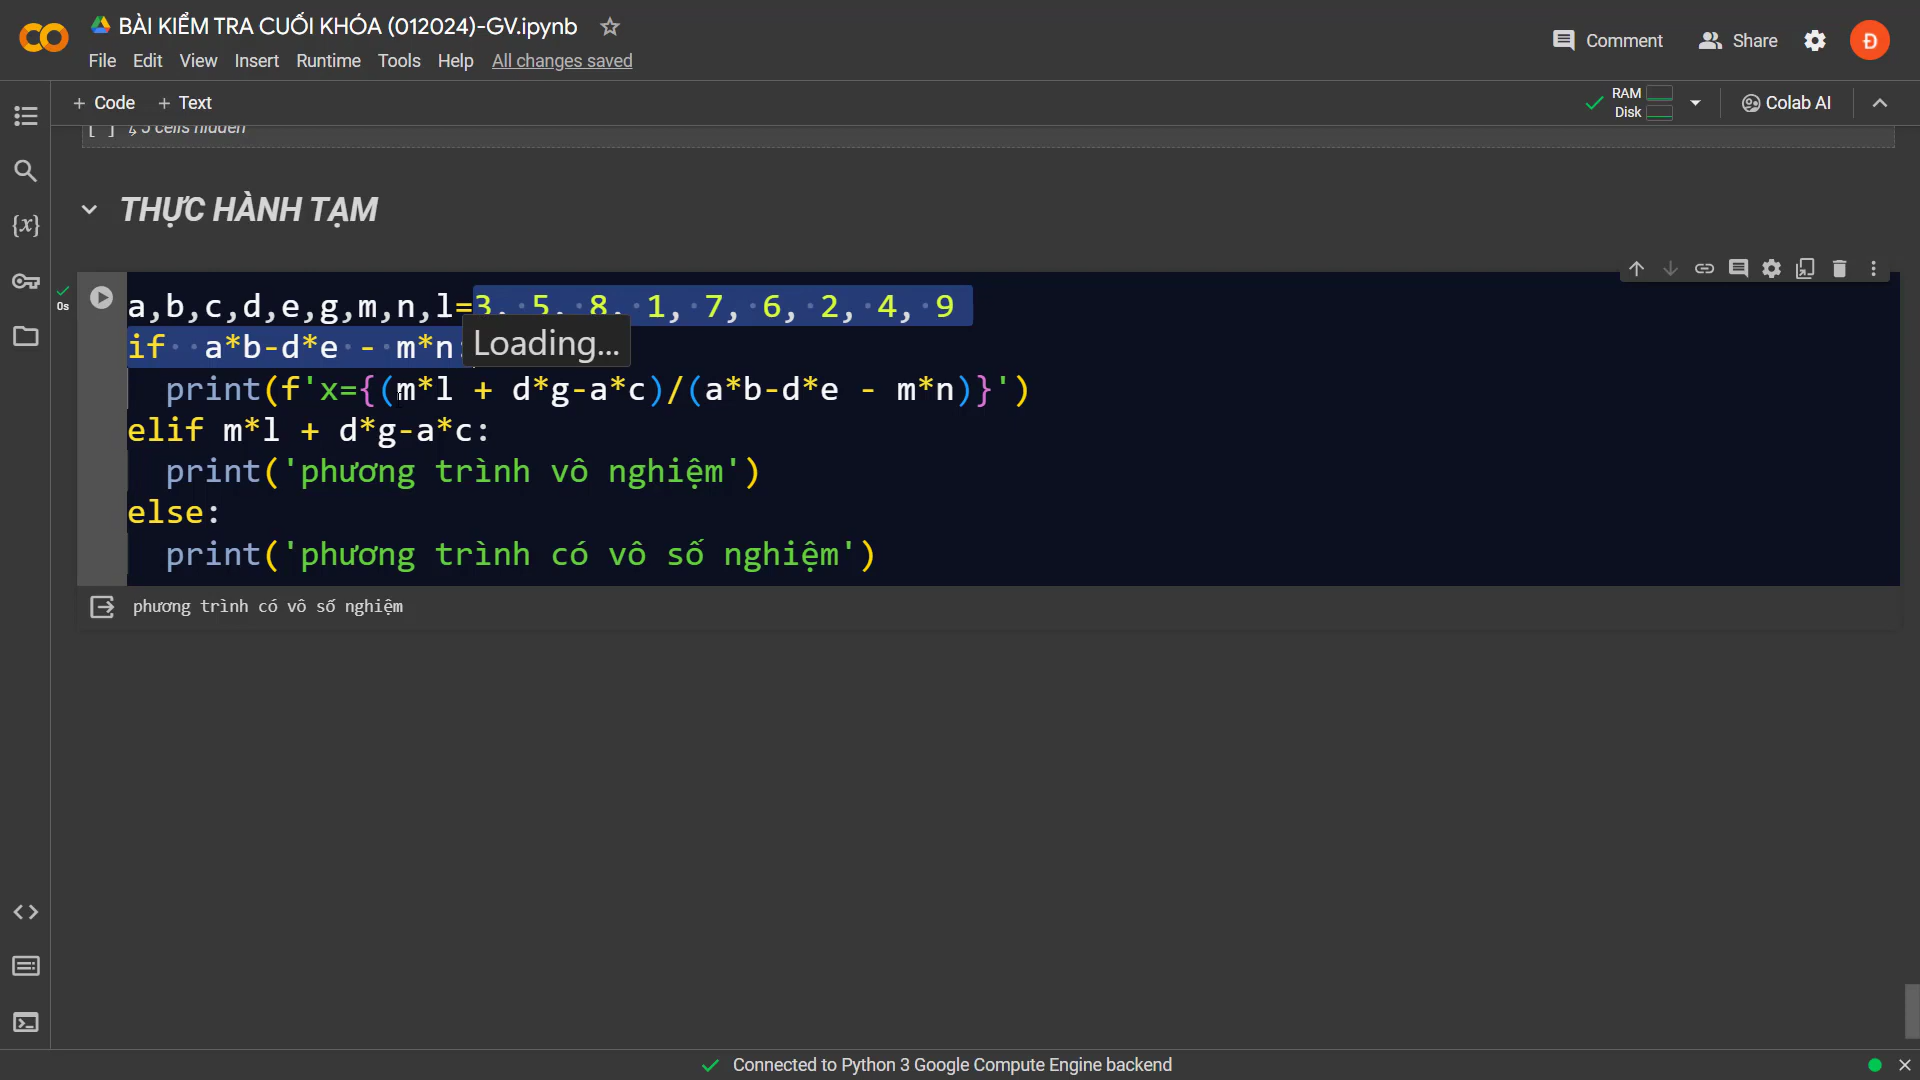 BÀI KIỂM TRA CUỐI KHÓA (012024)-GV.ipynb
File Edit View Insert Runtime Tools Help All changes saved
Comment Share Đ
+ Code + Text
RAM
Disk
Colab AI
[ ] ↳ 5 cells hidden
THỰC HÀNH TẠM
{x}
0s
a,b,c,d,e,g,m,n,l=3, 5, 8, 1, 7, 6, 2, 4, 9
if a*b-d*e - m*n:
Loading...
print(f'x={(m*l + d*g-a*c)/(a*b-d*e - m*n)}')
elif m*l + d*g-a*c:
print('phương trình vô nghiệm')
else:
print('phương trình có vô số nghiệm')
phương trình có vô số nghiệm
Connected to Python 3 Google Compute Engine backend